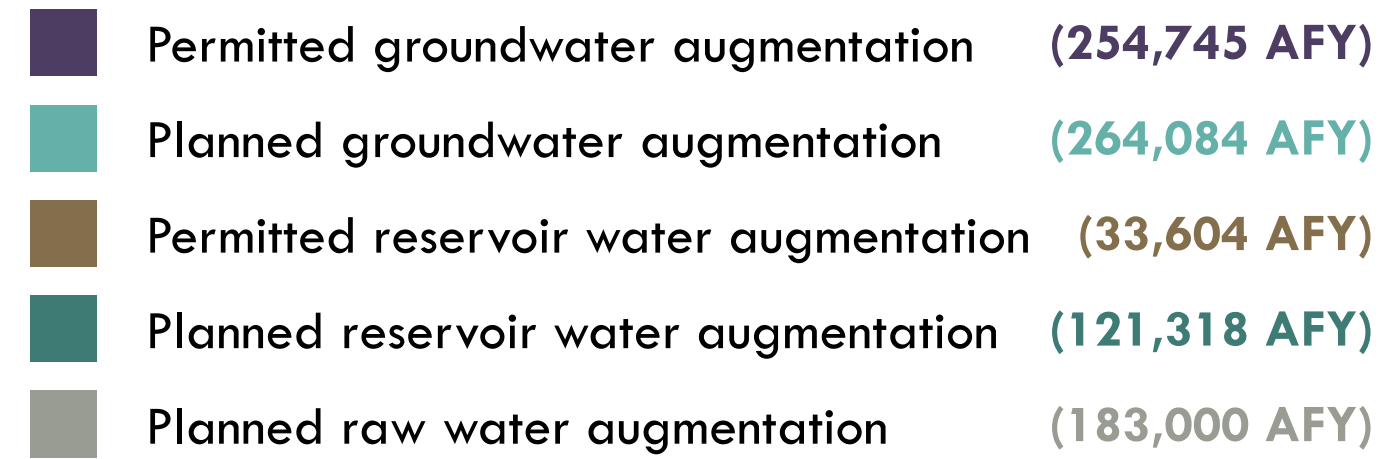 Permitted groundwater augmentation (254,745 AFY)
Planned groundwater augmentation (264,084 AFY)
Permitted reservoir water augmentation (33,604 AFY)
Planned reservoir water augmentation (121,318 AFY)
Planned raw water augmentation (183,000 AFY)